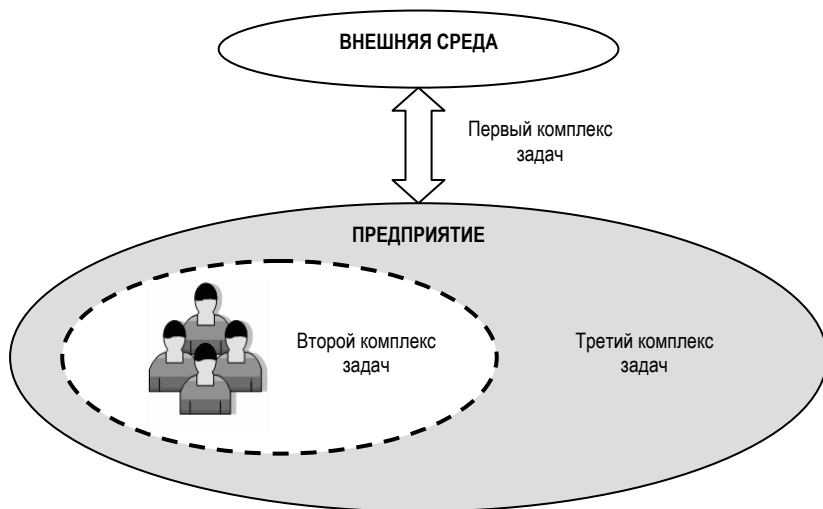 ВНЕШНЯЯ СРЕДА
Первый комплекс
задач
ПРЕДПРИЯТИЕ
Второй комплекс
задач
Третий комплекс
задач